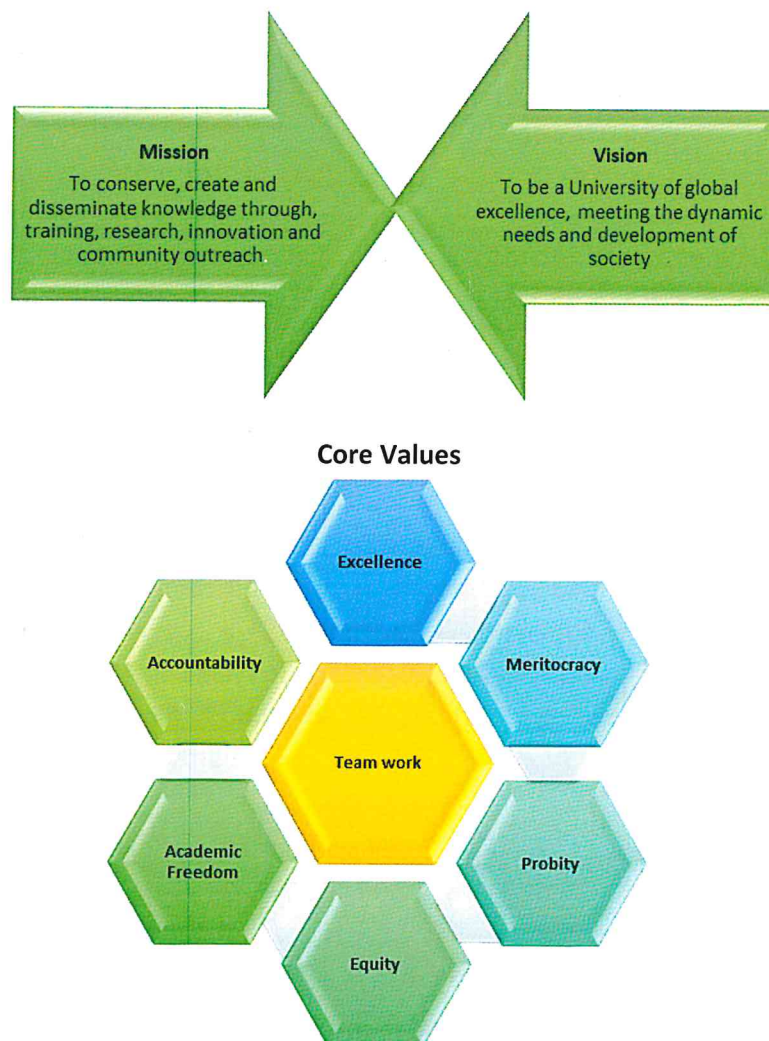 Mission
To conserve, create and
disseminate knowledge through,
training, research, innovation and
community outreach
Vision
To be a University of global
excellence, meeting the dynamic
needs and development of
society
Core Values
Excellence
Meritocracy
Probity
Equity
Academic
Freedom
Accountability
Team work